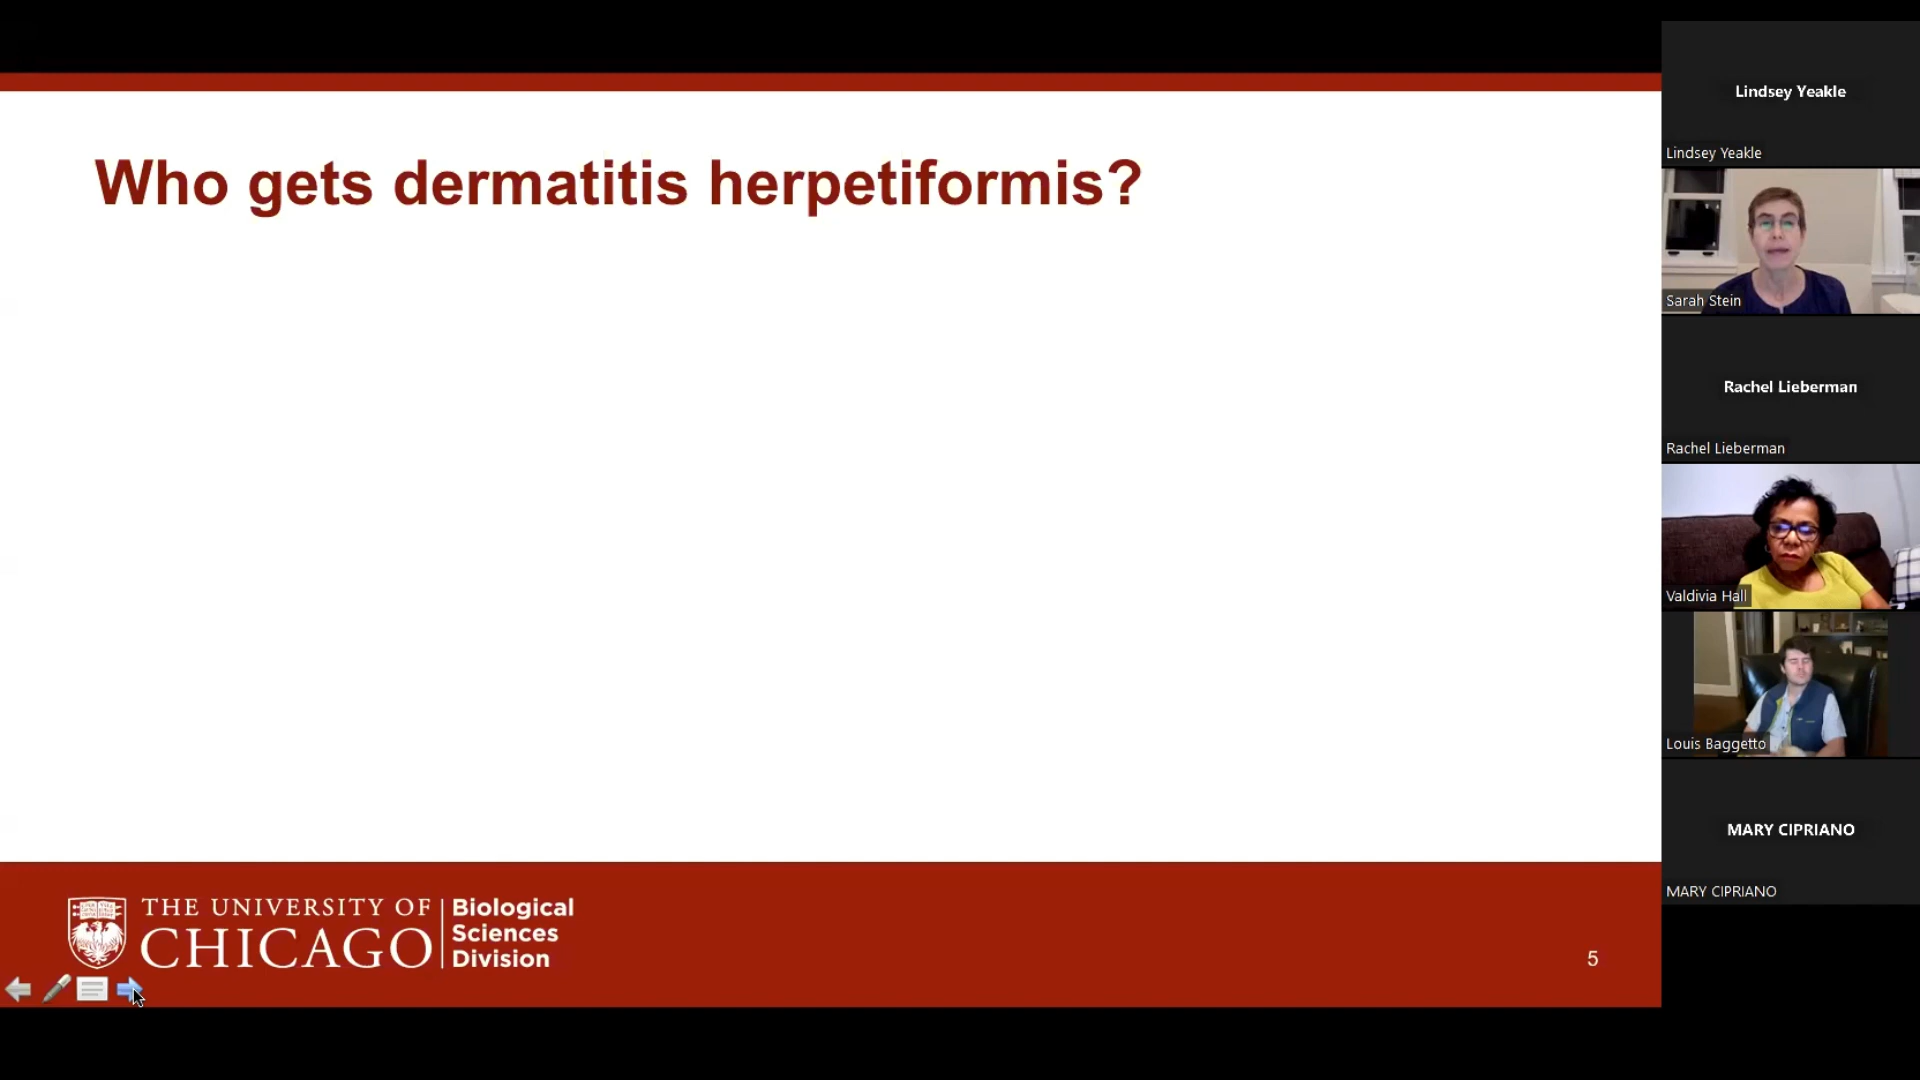 Who gets dermatitis herpetiformis?
THE UNIVERSITY OF
CHICAGO
Biological
Sciences
Division
5
Lindsey Yeakle
Lindsey Yeakle
Sarah Stein
Rachel Lieberman
Rachel Lieberman
Valdivia Hall
Louis Baggetto
MARY CIPRIANO
MARY CIPRIANO